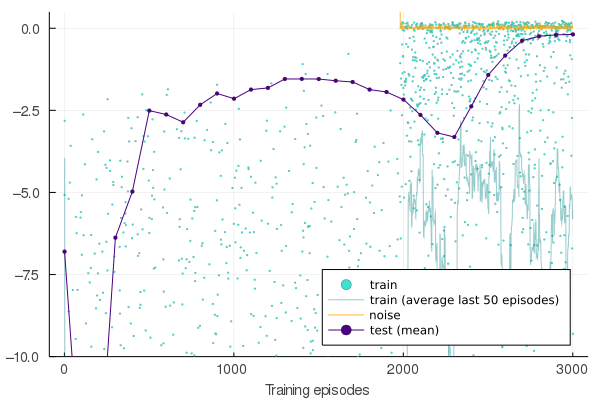 0.0
−2.5
−5.0
−7.5
−10.0
train
train (average last 50 episodes)
noise
test (mean)
0 1000 2000 3000
Training episodes